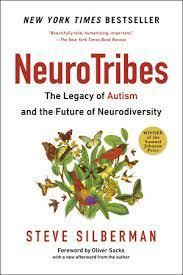 NEW YORK TIMES BESTSELLER
"Beautifully told, humanizing, important."
—The New York Times Book Review
NEUROTRIBES
The Legacy of Autism
and the Future of Neurodiversity
WINNER
OF THE
SAMUEL
JOHNSON
PRIZE
STEVE SILBERMAN
Foreword by Oliver Sacks
with a new afterword from the author